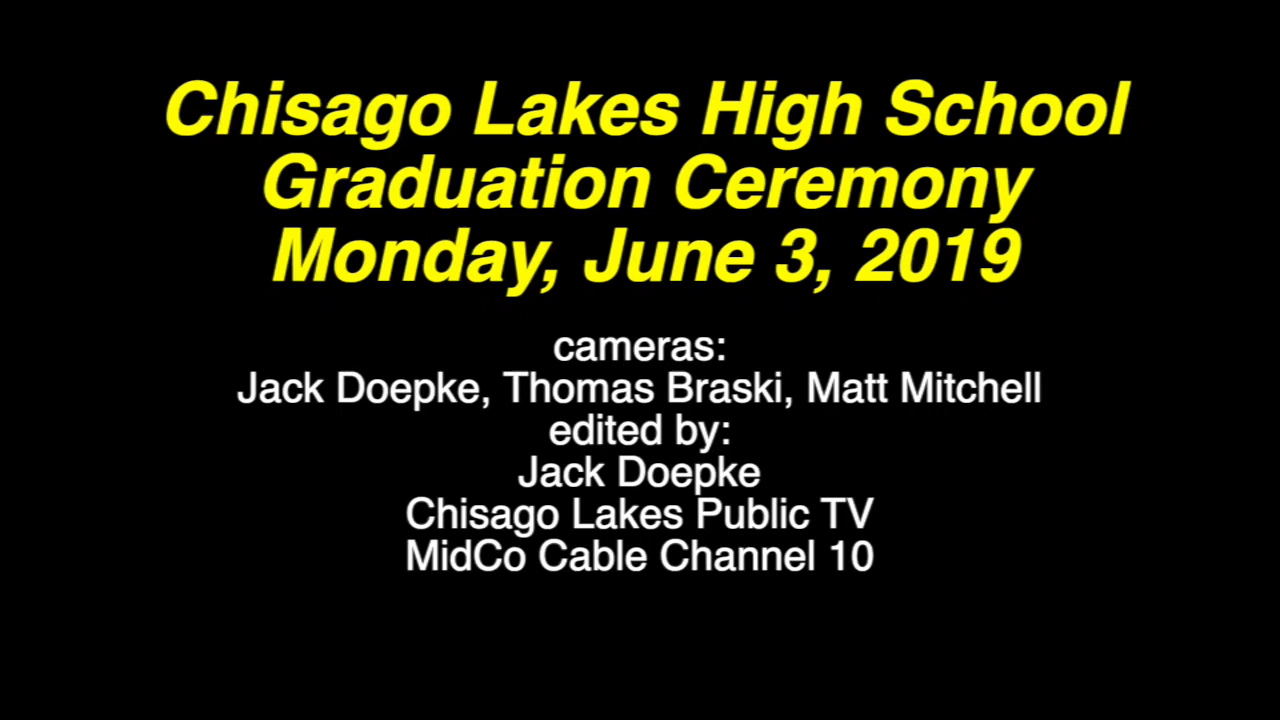 Chisago Lakes High School
Graduation Ceremony
Monday, June 3, 2019
cameras:
Jack Doepke, Thomas Braski, Matt Mitchell
edited by:
Jack Doepke
Chisago Lakes Public TV
MidCo Cable Channel 10